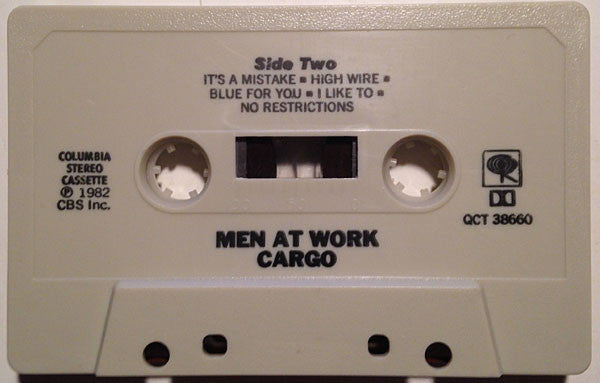 Side Two
IT'S A MISTAKE ▪ HIGH WIRE ▪
BLUE FOR YOU ▪ I LIKE TO ▪
NO RESTRICTIONS
COLUMBIA
STEREO
CASSETTE
℗ 1982
CBS Inc.
QCT 38660
MEN AT WORK
CARGO